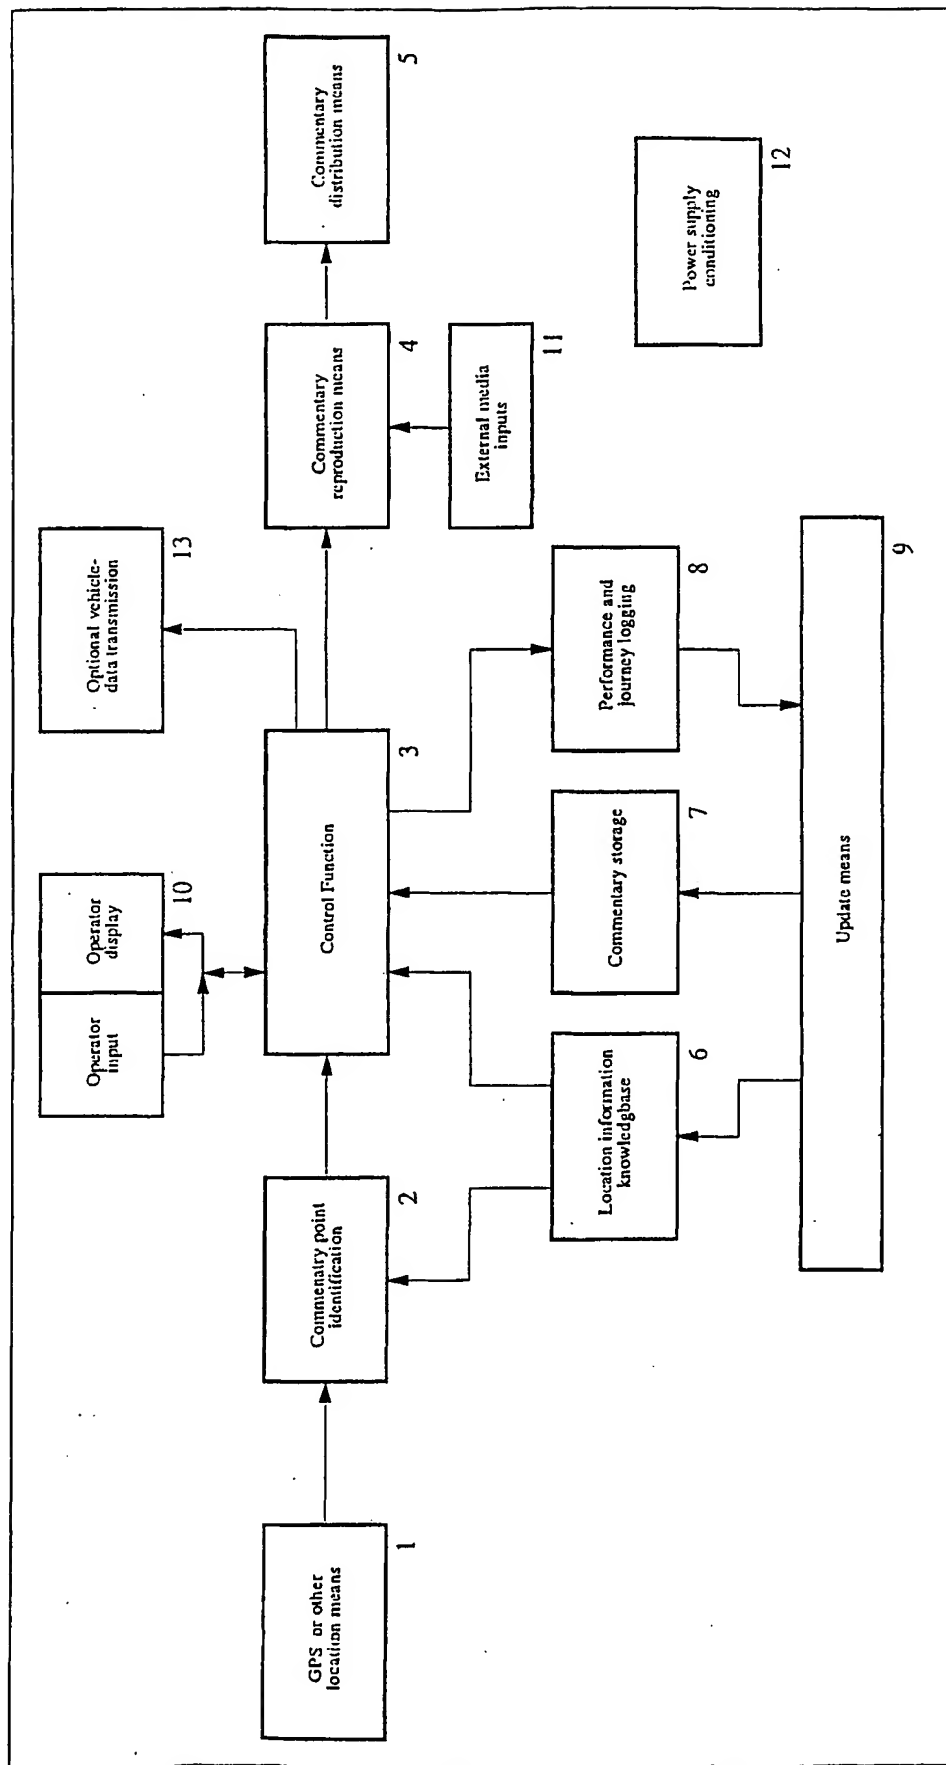 Operator
input
Operator
display
10
Optional vehicle-
data transmission
13
GPS or other
location means
1
Commenatry point
identification
2
Control Function
3
Commentary
reproduction means
4
Commentary
distribution means
5
External media
inputs
11
Location information
knowledgbase
6
Commentary storage
7
Performance and
journey logging
8
Power supply
conditioning
12
Update means
9